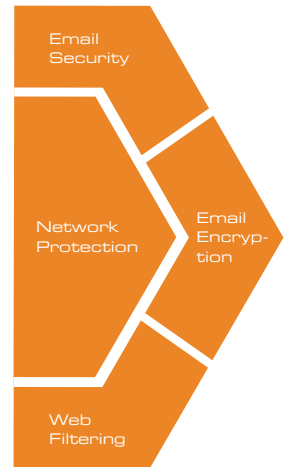 Email
Security
Network
Protection
Email
Encryp-
tion
Web
Filtering